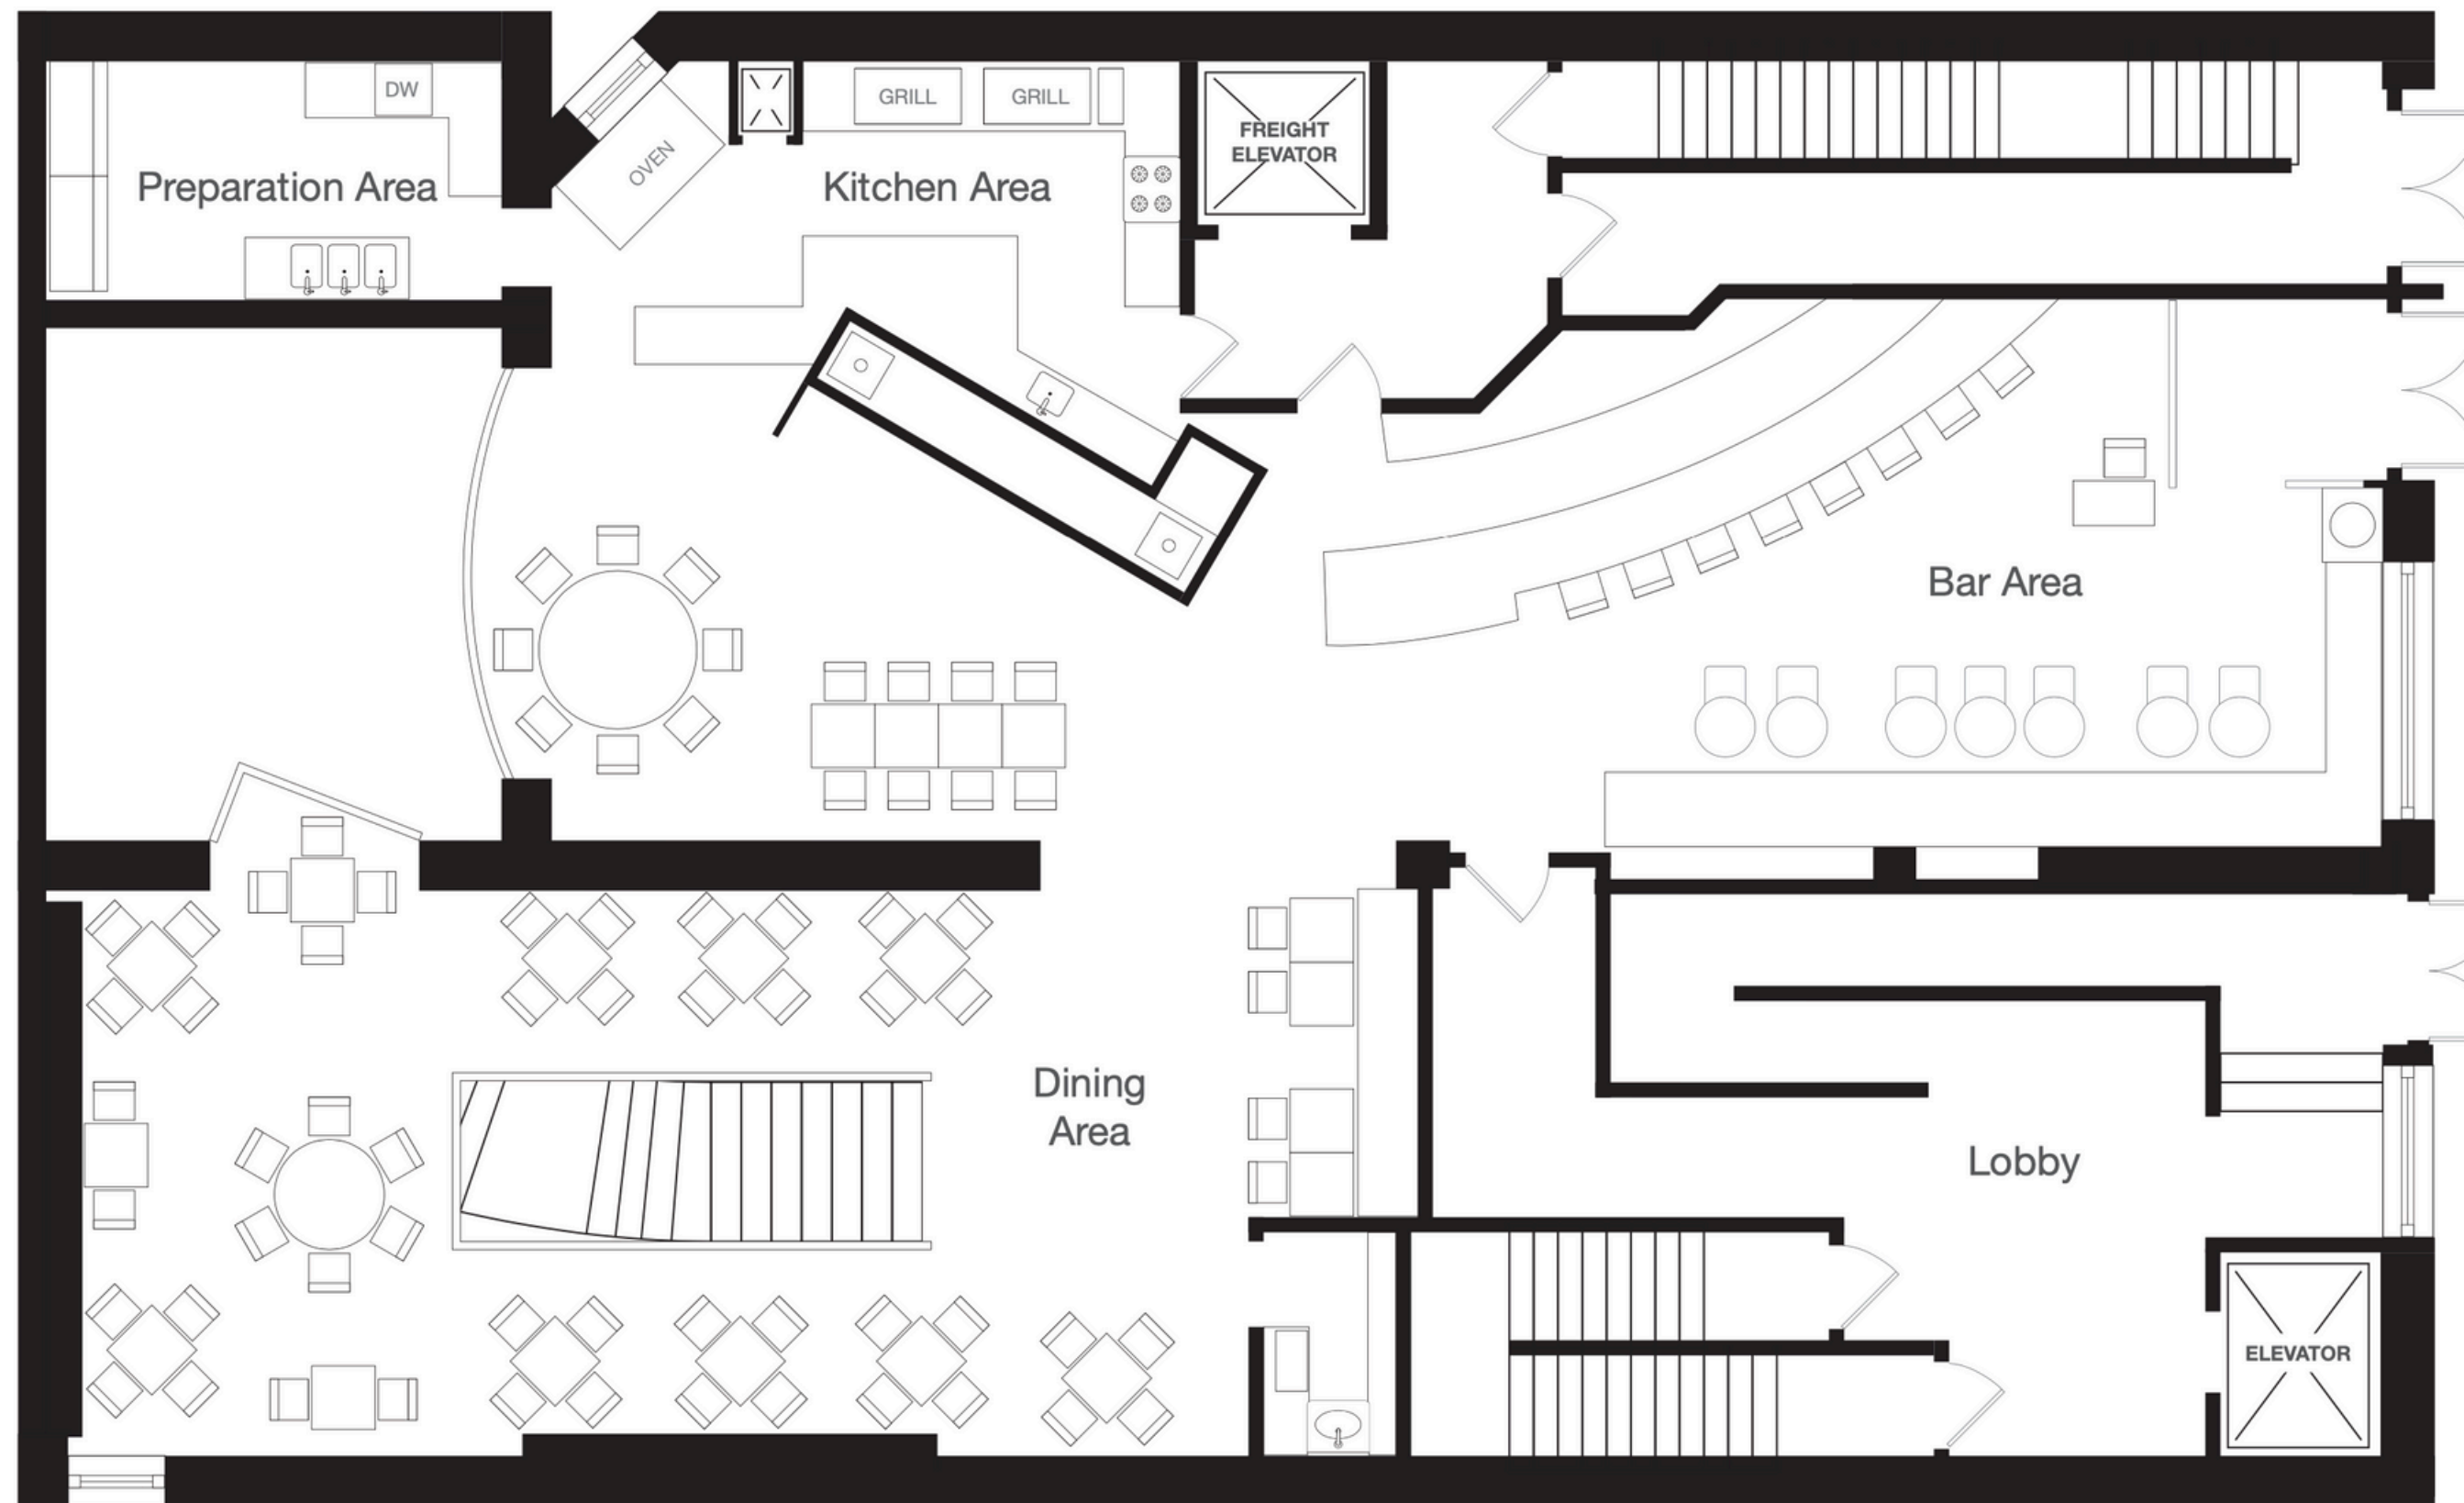 DW
GRILL
GRILL
FREIGHT
ELEVATOR
OVEN
Preparation Area
Kitchen Area
Bar Area
Dining
Area
Lobby
ELEVATOR